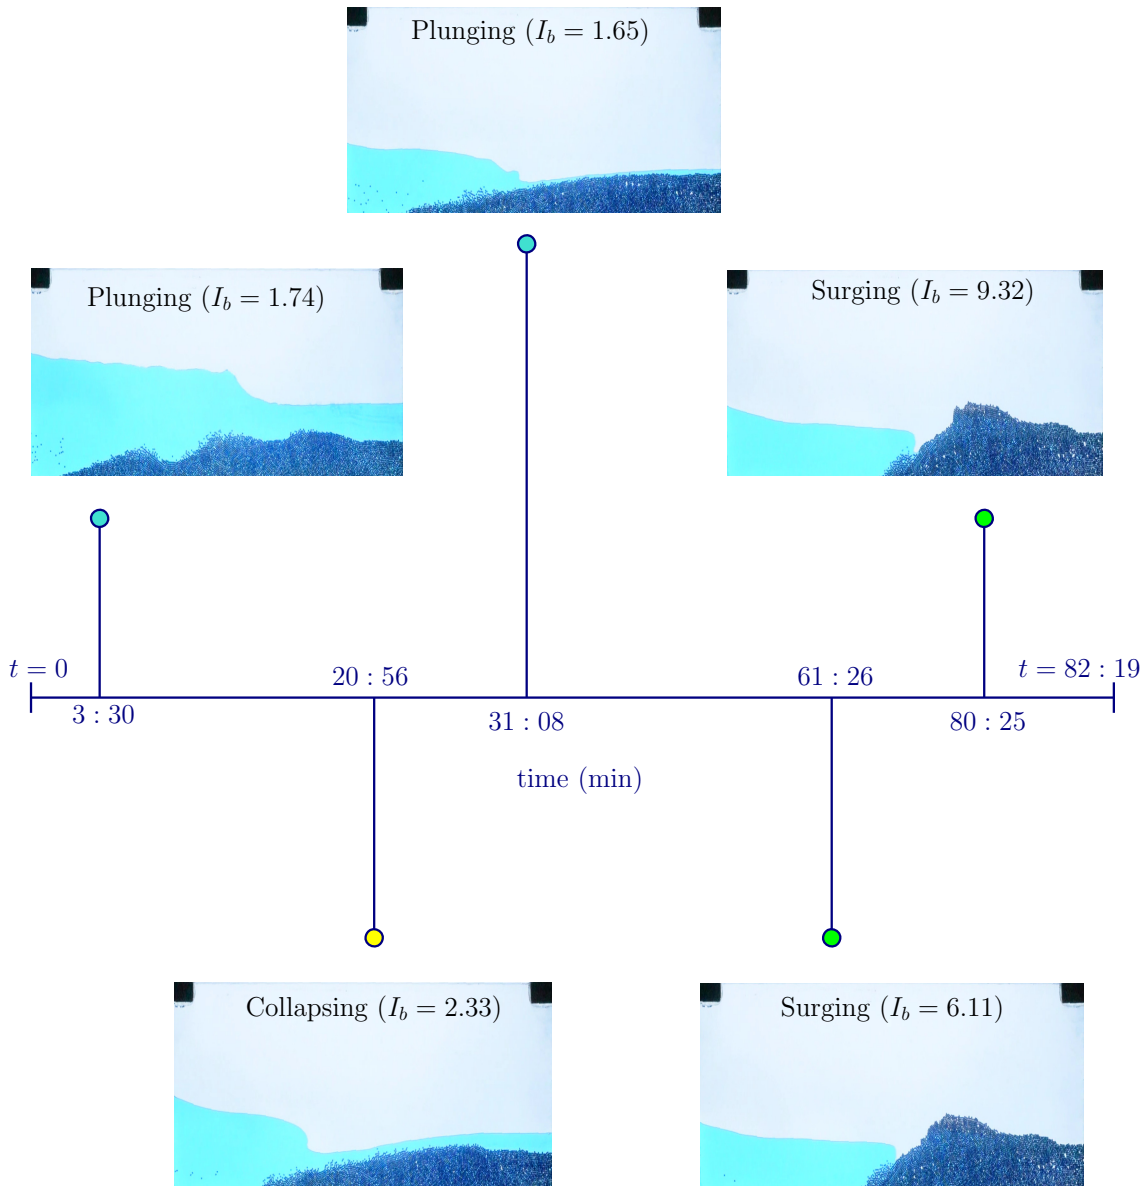 Plunging (I_b = 1.65)
Plunging (I_b = 1.74)
Surging (I_b = 9.32)
t = 0
20 : 56
61 : 26
t = 82 : 19
3 : 30
31 : 08
80 : 25
time (min)
Collapsing (I_b = 2.33)
Surging (I_b = 6.11)